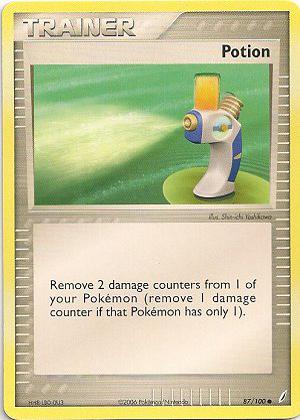 TRAINER
Potion
illus. Shin-ichi Yoshikawa
Remove 2 damage counters from 1 of
your Pokémon (remove 1 damage
counter if that Pokémon has only 1).
©2006 Pokémon/Nintendo
87/100 ●